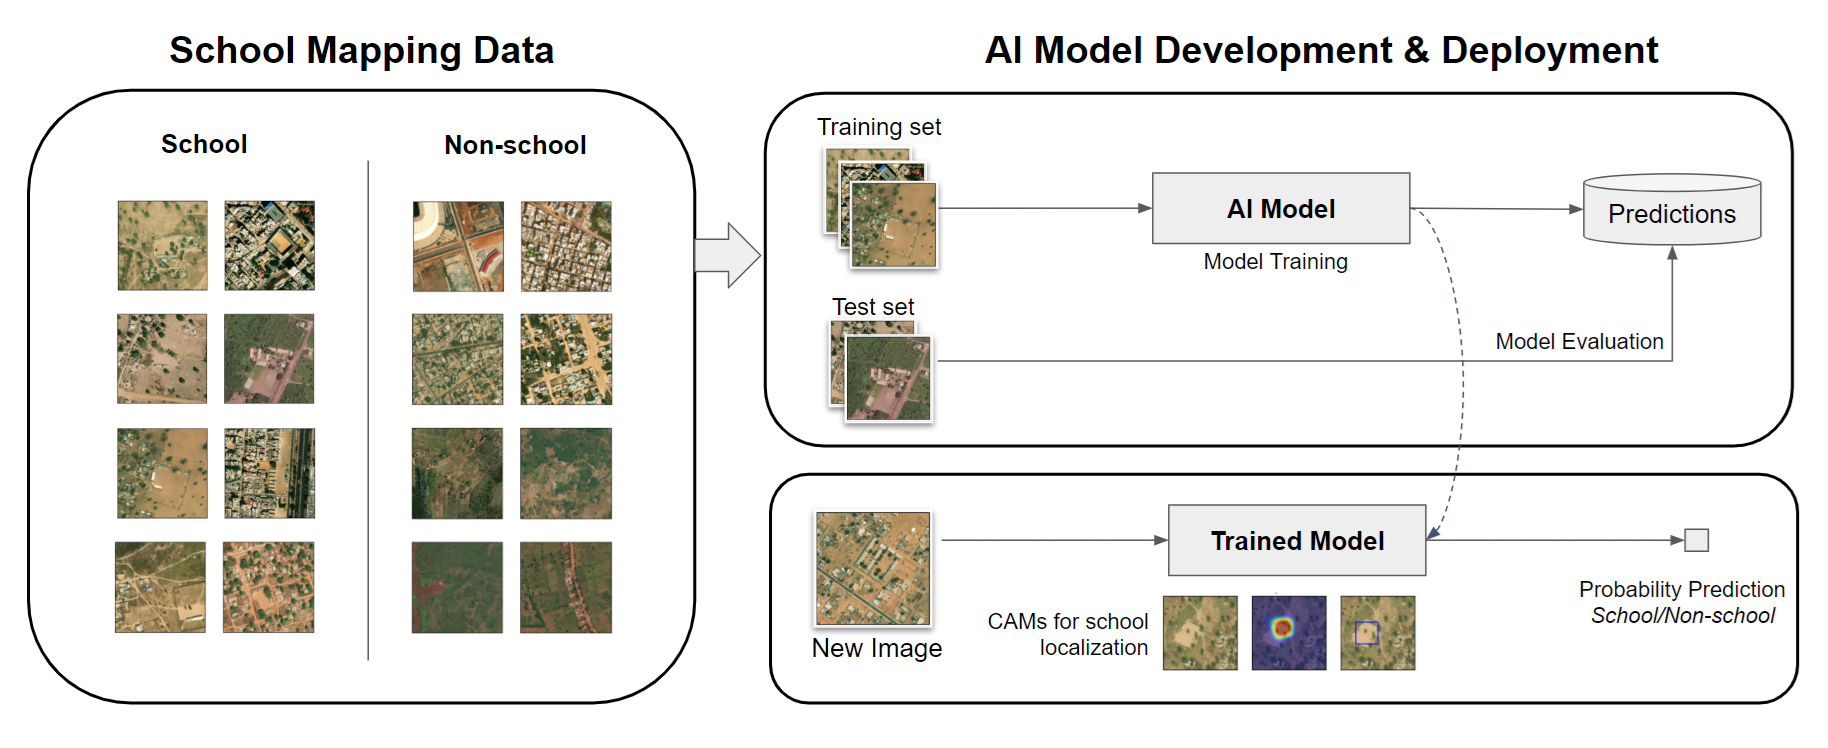 School Mapping Data
School
Non-school
AI Model Development & Deployment
Training set
AI Model
Model Training
Predictions
Test set
Model Evaluation
New Image
Trained Model
CAMs for school
localization
Probability Prediction
School/Non-school